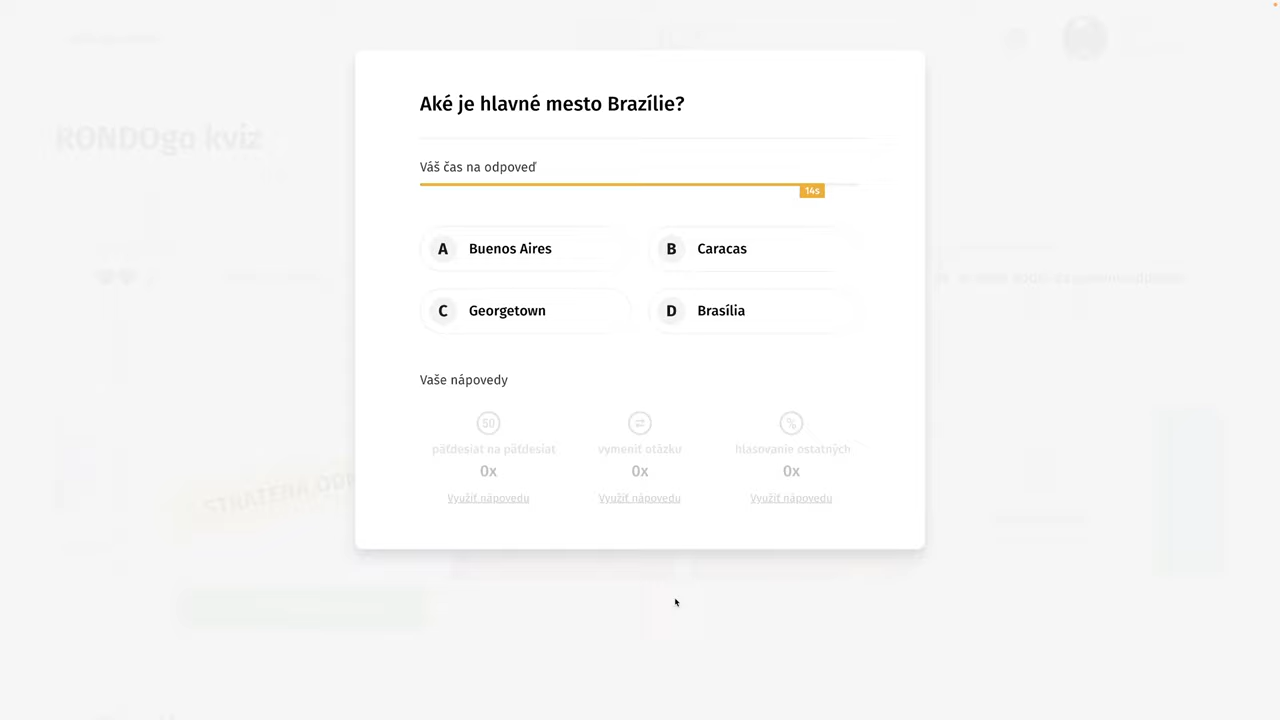 Aké je hlavné mesto Brazílie?
RONDOgo kviz
Váš čas na odpoveď
14s
A Buenos Aires
B Caracas
C Georgetown
D Brasília
Vaše nápovedy
50
%
päťdesiat na päťdesiat
vymeniť otázku
hlasovanie ostatných
0x
0x
0x
Využiť nápovedu
Využiť nápovedu
Využiť nápovedu